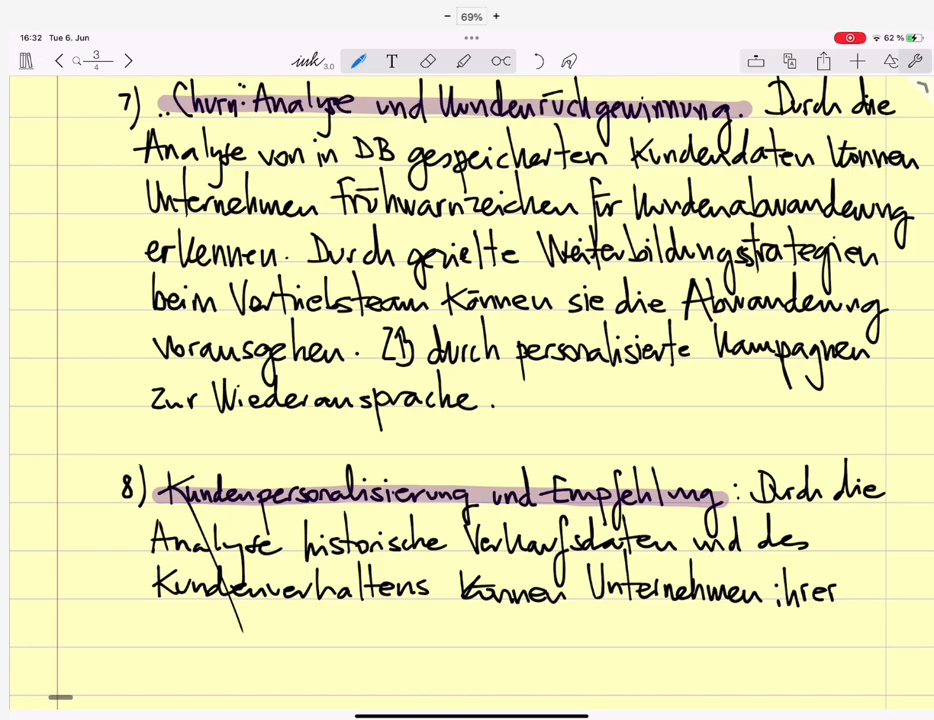 − 69% +
16:32 Tue 6. Jun 62 %
3
4
ink 3.0
T
7) „Churn“-Analyse und Kundenrückgewinnung. Durch die
Analyse von in DB gespeicherten Kundendaten können
Unternehmen Frühwarnzeichen für Kundenabwanderung
erkennen. Durch gezielte Weiterbildungsstrategien
beim Vertriebsteam können sie die Abwanderung
vorausgehen. ZB durch personalisierte Kampagnen
zur Wiederansprache.
8) Kundenpersonalisierung und Empfehlung: Durch die
Analyse historische Verkaufsdaten und des
Kundenverhaltens können Unternehmen ihrer